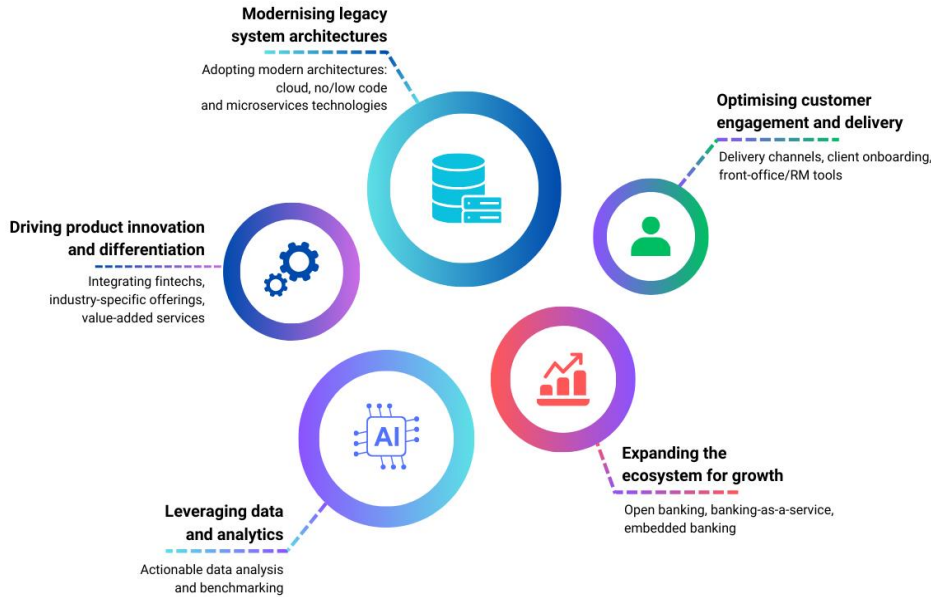 Modernising legacy
system architectures
Adopting modern architectures:
cloud, no/low code
and microservices technologies
Optimising customer
engagement and delivery
Delivery channels, client onboarding,
front-office/RM tools
Driving product innovation
and differentiation
Integrating fintechs,
industry-specific offerings,
value-added services
AI
Expanding the
ecosystem for growth
Open banking, banking-as-a-service,
embedded banking
Leveraging data
and analytics
Actionable data analysis
and benchmarking